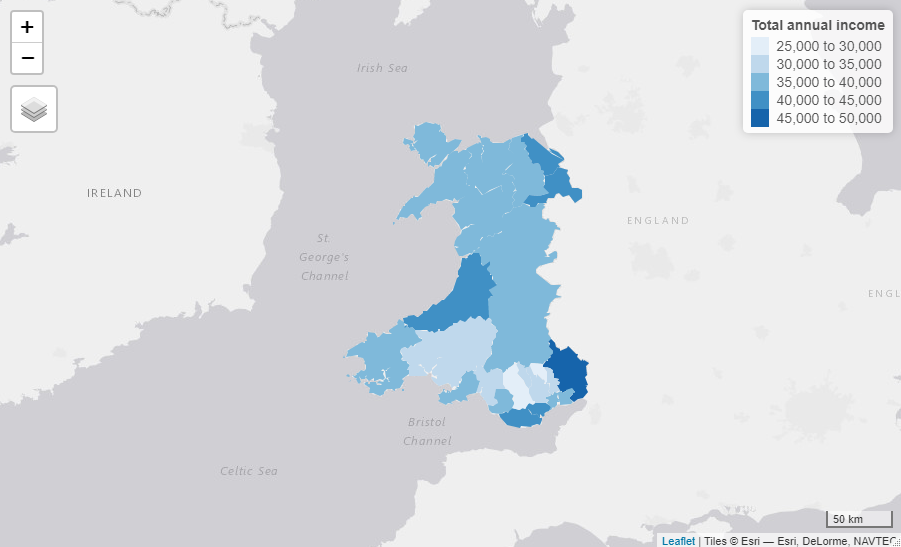 +
−
Total annual income
25,000 to 30,000
30,000 to 35,000
35,000 to 40,000
40,000 to 45,000
45,000 to 50,000
Irish Sea
IRELAND
ENGLAND
St
George's
Channel
ENGL
Bristol
Channel
Celtic Sea
50 km
Leaflet | Tiles © Esri — Esri, DeLorme, NAVTEQ